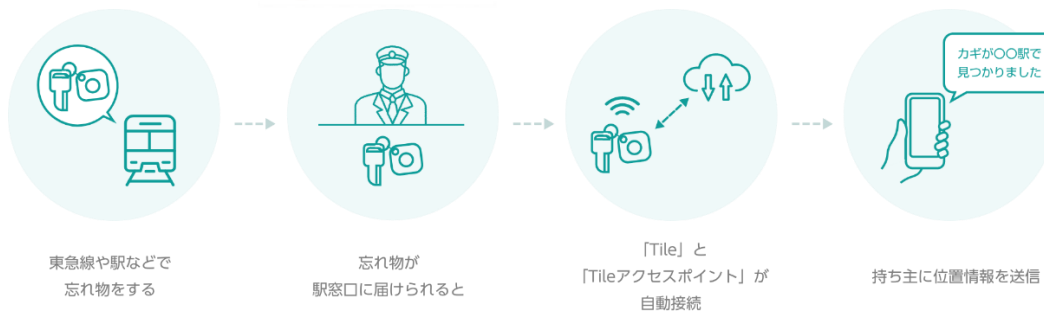 カギが〇〇駅で
見つかりました
東急線や駅などで
忘れ物をする
忘れ物が
駅窓口に届けられると
「Tile」と
「Tileアクセスポイント」が
自動接続
持ち主に位置情報を送信